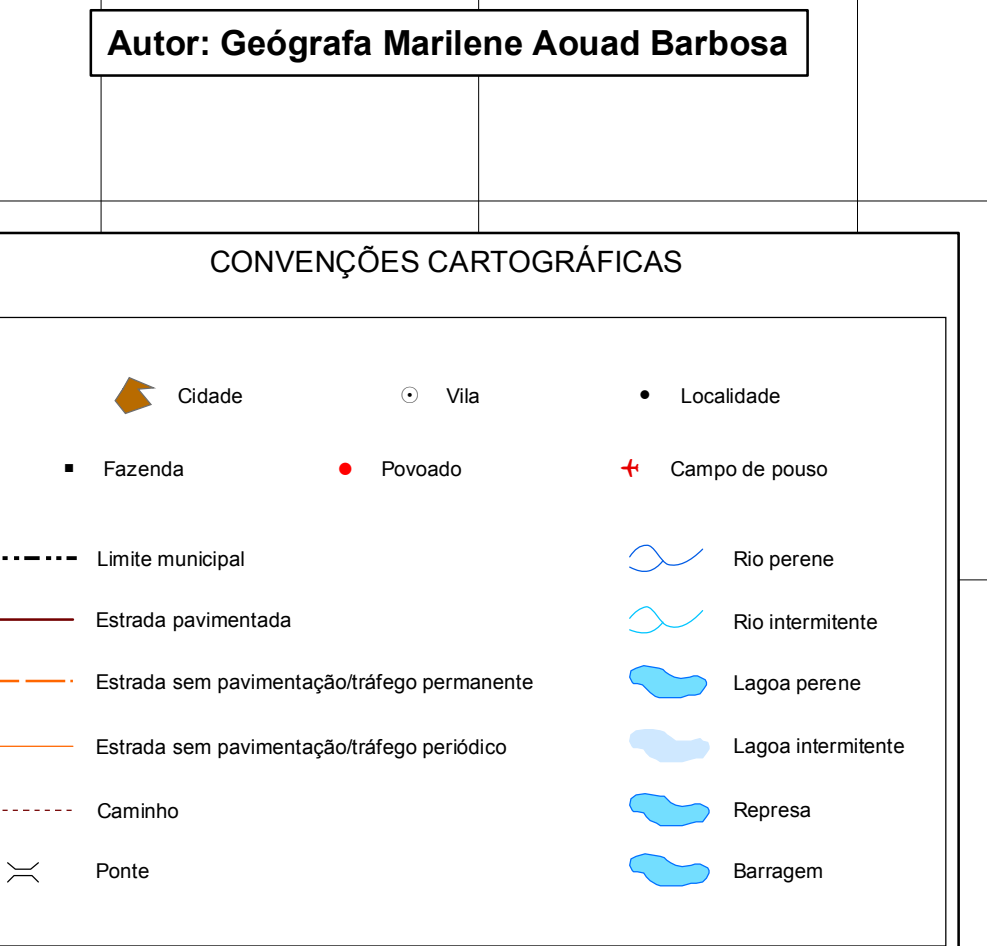 Autor: Geógrafa Marilene Aouad Barbosa
CONVENÇÕES CARTOGRÁFICAS
Cidade Vila Localidade
Fazenda Povoado Campo de pouso
Limite municipal Rio perene
Estrada pavimentada Rio intermitente
Estrada sem pavimentação/tráfego permanente Lagoa perene
Estrada sem pavimentação/tráfego periódico Lagoa intermitente
Caminho Represa
Ponte Barragem